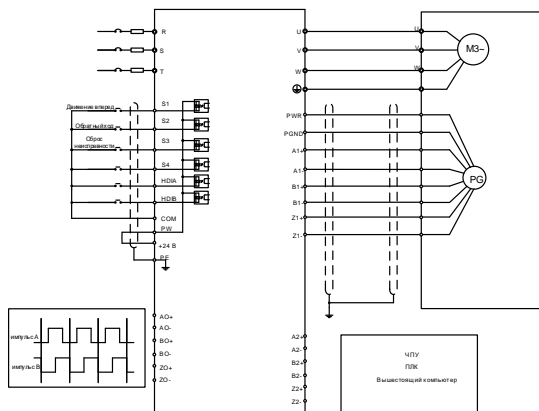 R
S
T
U
V
W
U
V
W
M3~
Движение вперед
Обратный ход
Сброс
неисправности
S1
S2
S3
S4
HDIA
HDIB
COM
PW
+24 В
PE
PWR
PGND
A1+
A1-
B1+
B1-
Z1+
Z1-
PG
импульс A
импульс B
AO+
AO-
BO+
BO-
ZO+
ZO-
A2+
A2-
B2+
B2-
Z2+
Z2-
ЧПУ
ПЛК
Вышестоящий компьютер